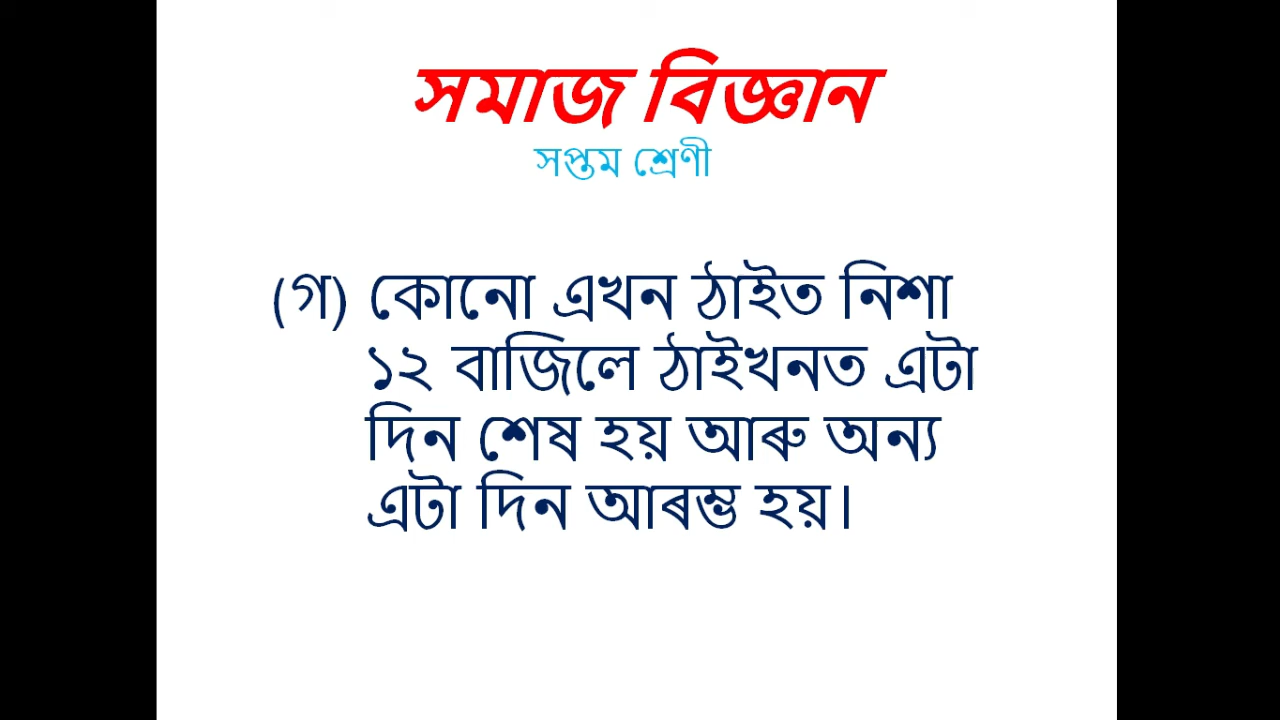 সমাজ বিজ্ঞান
সপ্তম শ্ৰেণী
(গ) কোনো এখন ঠাইত নিশা
১২ বাজিলে ঠাইখনত এটা
দিন শেষ হয় আৰু অন্য
এটা দিন আৰম্ভ হয়।